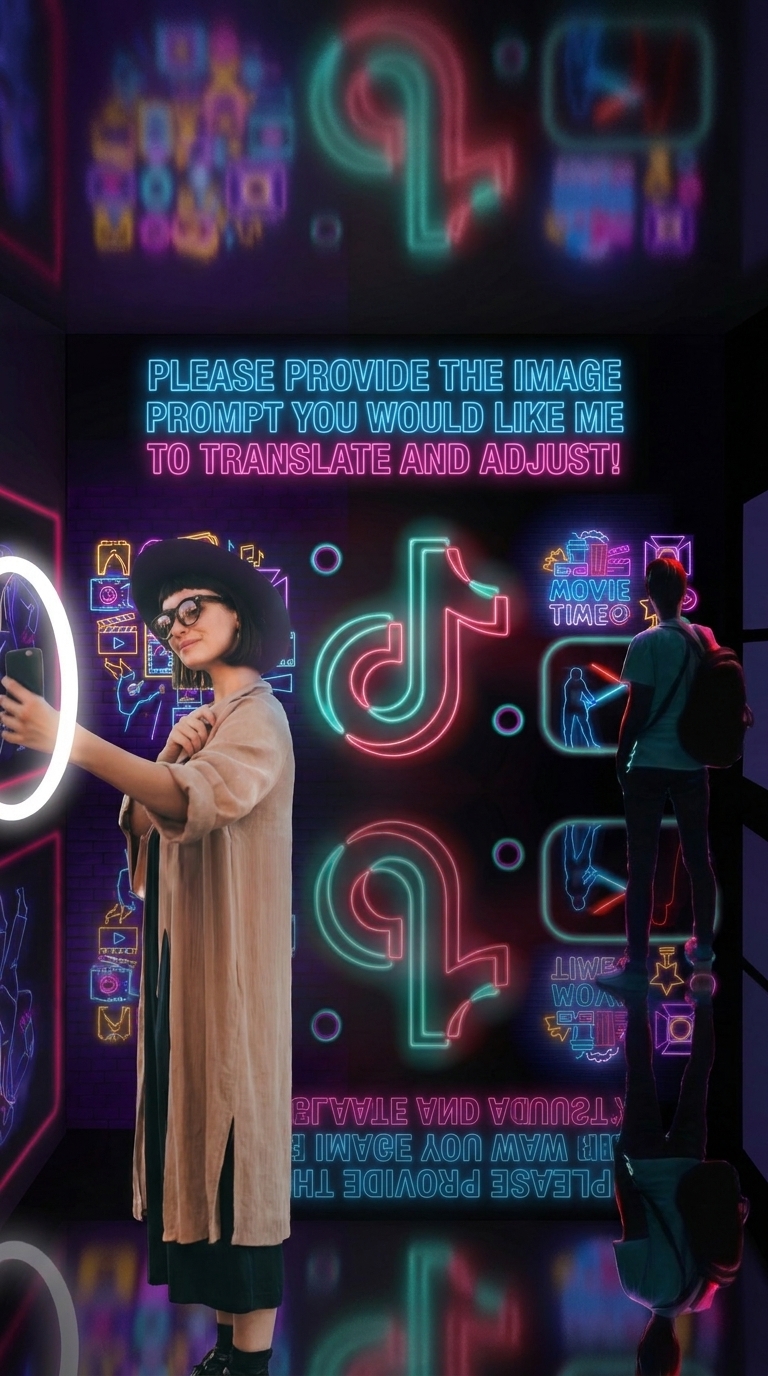 PLEASE PROVIDE THE IMAGE
PROMPT YOU WOULD LIKE ME
TO TRANSLATE AND ADJUST!
MOVIE
TIME